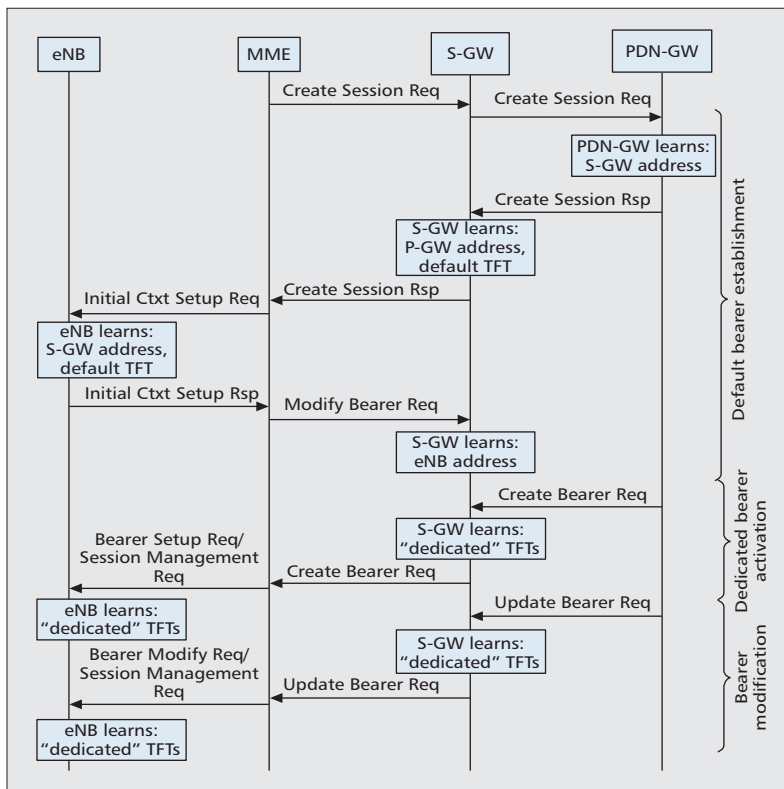 eNB
MME
S-GW
PDN-GW
Create Session Req
Create Session Req
PDN-GW learns:
S-GW address
Create Session Rsp
S-GW learns:
P-GW address,
default TFT
Create Session Rsp
Initial Ctxt Setup Req
eNB learns:
S-GW address,
default TFT
Initial Ctxt Setup Rsp
Modify Bearer Req
S-GW learns:
eNB address
Default bearer establishment
Create Bearer Req
S-GW learns:
“dedicated” TFTs
Bearer Setup Req/
Session Management
Req
Create Bearer Req
Dedicated bearer
activation
eNB learns:
“dedicated” TFTs
Update Bearer Req
S-GW learns:
“dedicated” TFTs
Bearer Modify Req/
Session Management
Req
Update Bearer Req
eNB learns:
“dedicated” TFTs
Bearer
modification